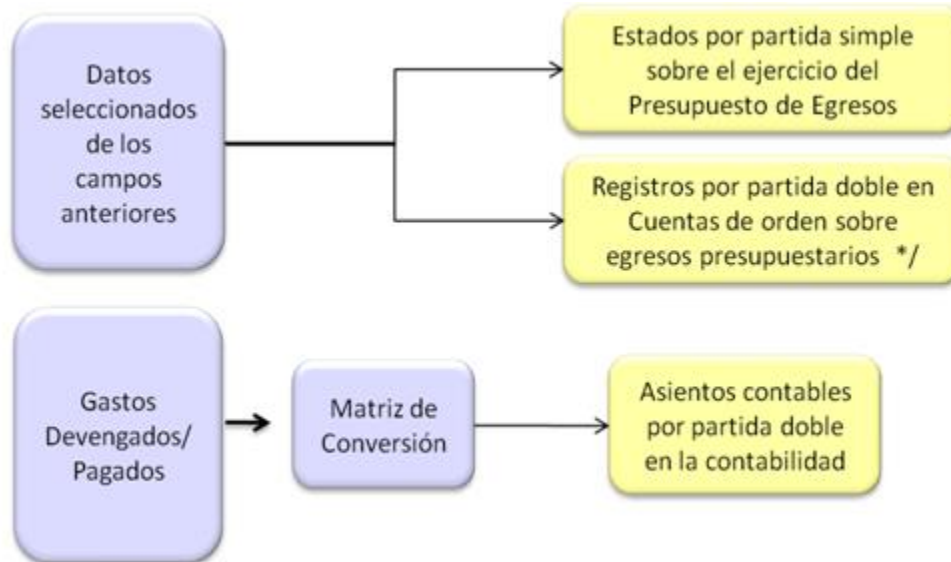 Datos
seleccionados
de los
campos
anteriores
Estados por partida simple
sobre el ejercicio del
Presupuesto de Egresos
Registros por partida doble en
Cuentas de orden sobre
egresos presupuestarios */
Gastos
Devengados/
Pagados
Matriz de
Conversión
Asientos contables
por partida doble
en la contabilidad